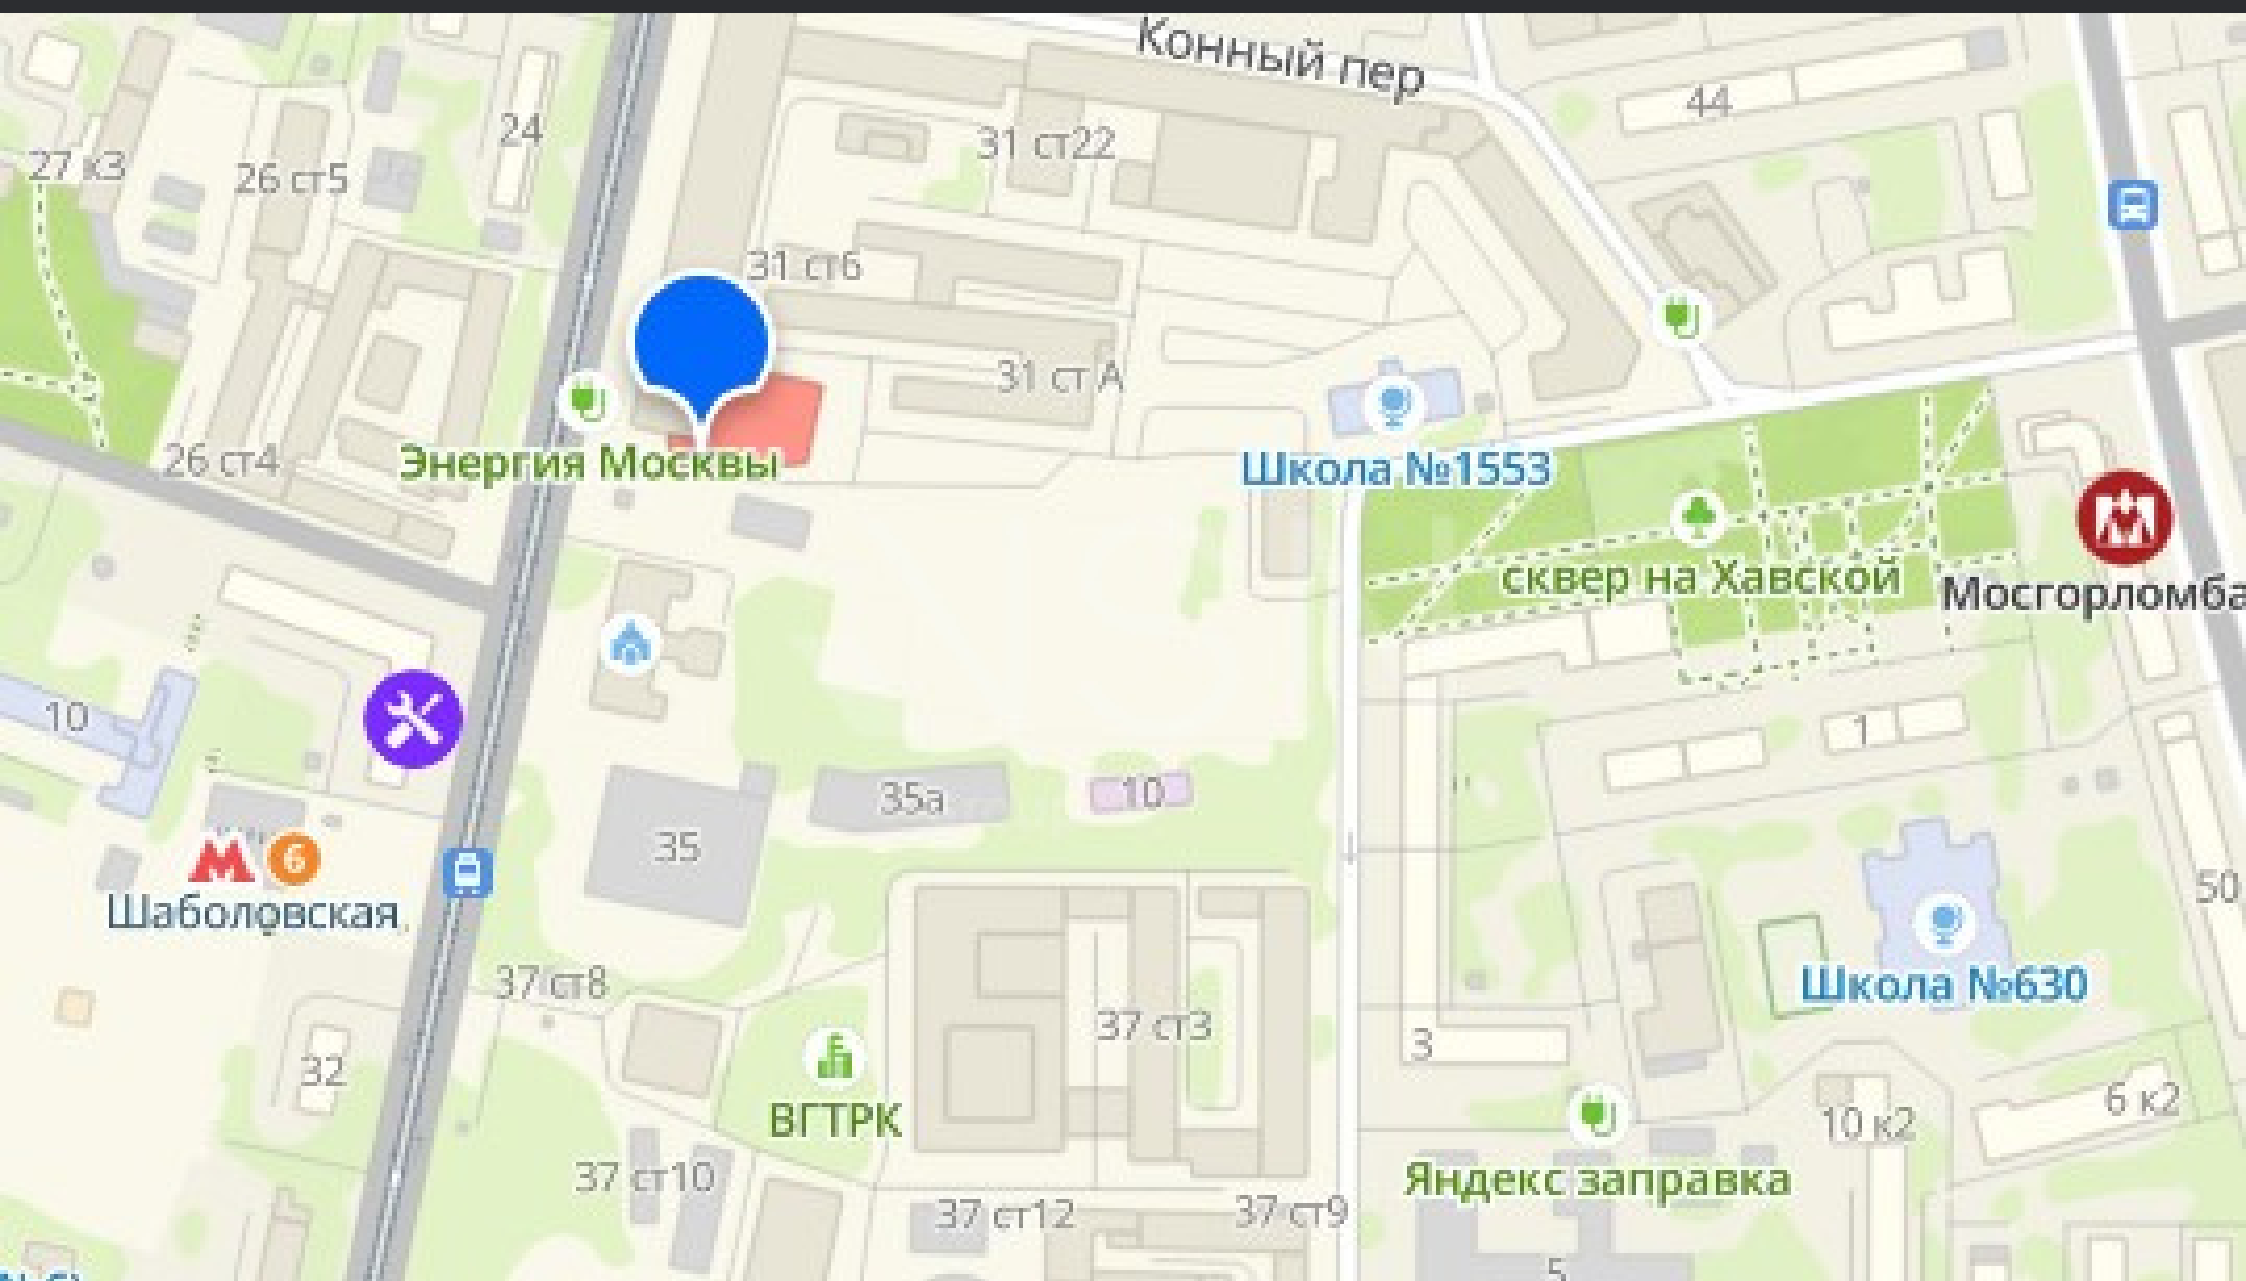 Конный пер
44
24
31 ст22
27 к3
26 ст5
31 ст6
31 ст А
26 ст4
Энергия Москвы
Школа №1553
сквер на Хавской
Мосгорломба
10
1
35а
10
35
6
Шаболовская
50
37 ст8
Школа №630
37 ст3
3
32
6 к2
ВГТРК
10 к2
37 ст10
Яндекс заправка
37 ст12
37 ст9
5